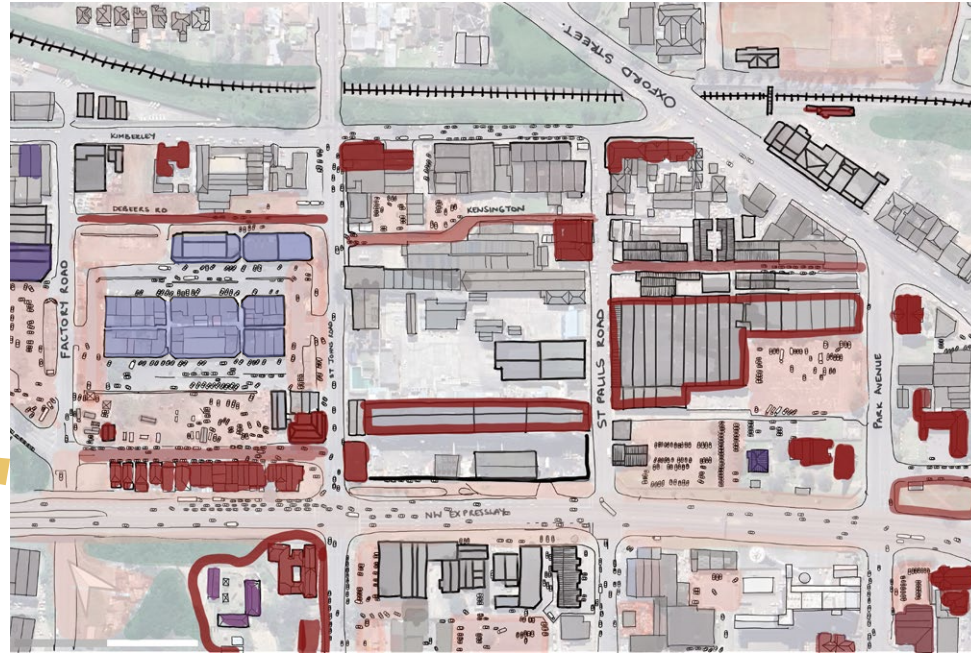 OXFORD STREET.
KIMBERLEY
DEBEERS RD
KENSINGTON
FACTORY ROAD
ST JOHNS ROAD
ST PAULS ROAD
PARK AVENUE
NW EXPRESSWAY